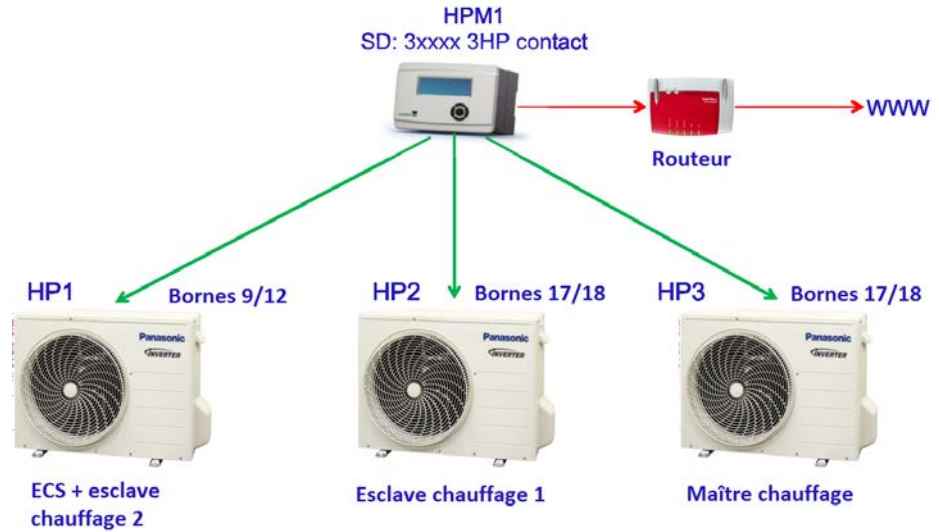 HPM1
SD: 3xxxx 3HP contact
Routeur
WWW
HP1
Bornes 9/12
HP2
Bornes 17/18
HP3
Bornes 17/18
Panasonic
INVERTER
Panasonic
INVERTER
Panasonic
INVERTER
ECS + esclave
chauffage 2
Esclave chauffage 1
Maître chauffage